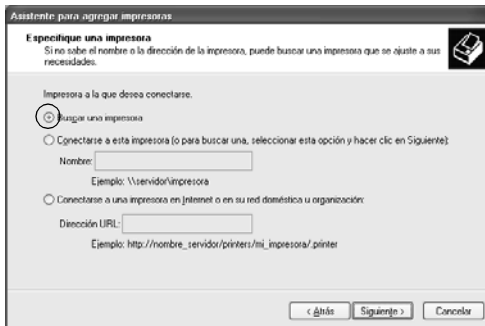 Asistente para agregar impresoras
Especifique una impresora
Si no sabe el nombre o la dirección de la impresora, puede buscar una impresora que se ajuste a sus
necesidades.
Impresora a la que desea conectarse.
Buscar una impresora
Conectarse a esta impresora (o para buscar una, seleccionar esta opción y hacer clic en Siguiente):
Nombre:
Ejemplo: \\servidor\impresora
Conectarse a una impresora en Internet o en su red doméstica u organización:
Dirección URL:
Ejemplo: http://nombre_servidor/printers/mi_impresora/.printer
< Atrás Siguiente > Cancelar